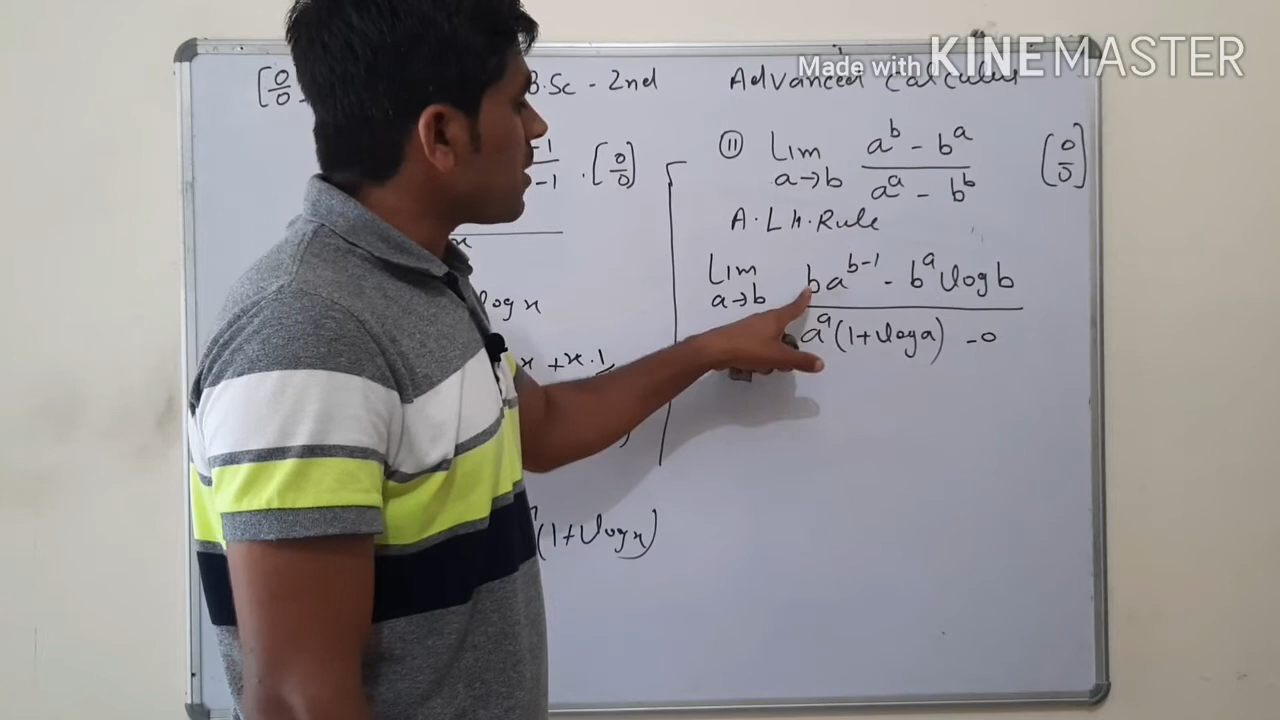 Made with KINEMASTER
[0/0
B.Sc - 2nd
Advanced Calculus
-1
-1 . [0/0]
x
log x
x + x . 1
(1+log x)
(11) Lim a→b (a^b - b^a)/(a^a - b^b) [0/0]
A. L h. Rule
Lim a→b (ba^(b-1) - b^a log b)/(a^a (1+log a) - 0)